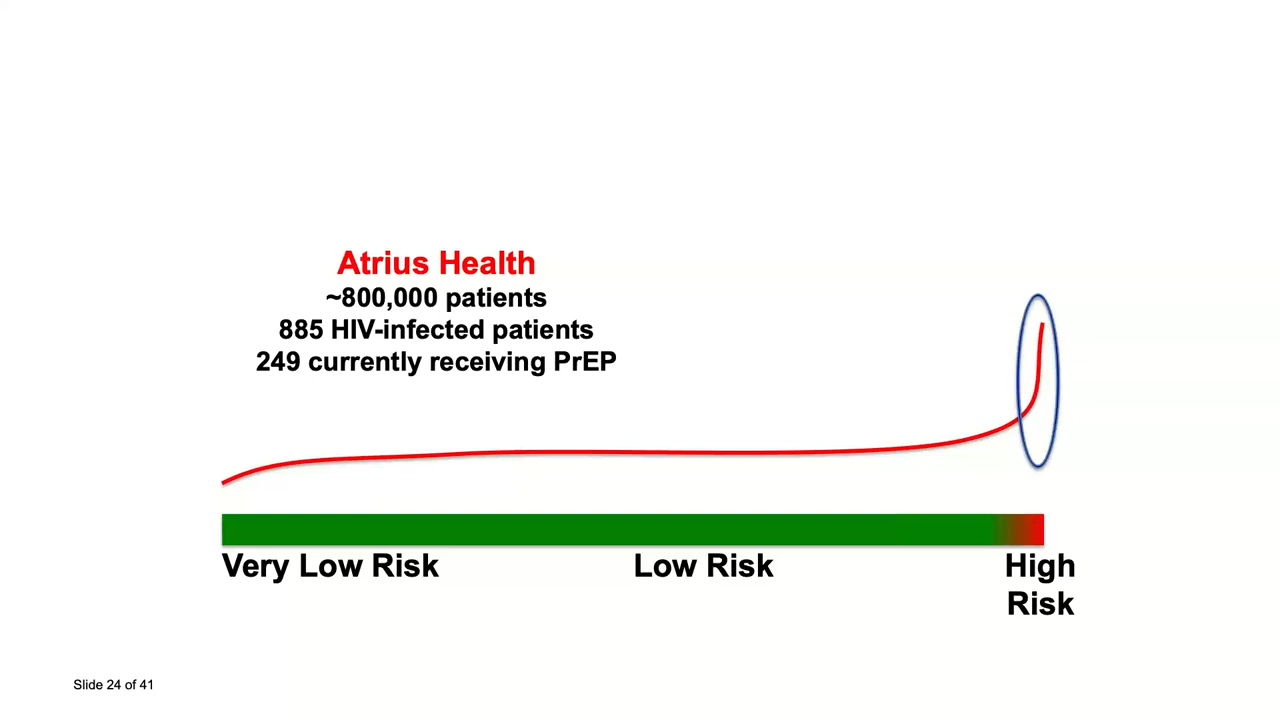 Atrius Health
~800,000 patients
885 HIV-infected patients
249 currently receiving PrEP
Very Low Risk
Low Risk
High
Risk
Slide 24 of 41